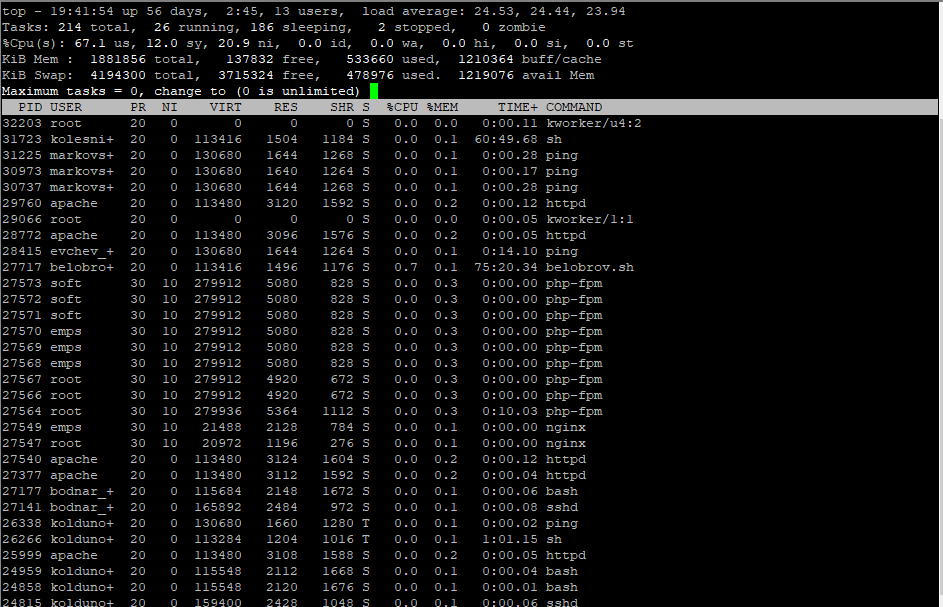 top - 19:41:54 up 56 days,  2:45, 13 users,  load average: 24.53, 24.44, 23.94
Tasks: 214 total,  26 running, 186 sleeping,   2 stopped,   0 zombie
%Cpu(s): 67.1 us, 12.0 sy, 20.9 ni,  0.0 id,  0.0 wa,  0.0 hi,  0.0 si,  0.0 st
KiB Mem :  1881856 total,   137832 free,   533660 used,  1210364 buff/cache
KiB Swap:  4194300 total,  3715324 free,   478976 used.  1219076 avail Mem
Maximum tasks = 0, change to (0 is unlimited)
  PID USER      PR  NI    VIRT    RES    SHR S  %CPU %MEM     TIME+ COMMAND
32203 root      20   0       0      0      0 S   0.0  0.0   0:00.11 kworker/u4:2
31723 kolesni+  20   0  113416   1504   1184 S   0.0  0.1  60:49.68 sh
31225 markovs+  20   0  130680   1644   1268 S   0.0  0.1   0:00.28 ping
30973 markovs+  20   0  130680   1640   1264 S   0.0  0.1   0:00.17 ping
30737 markovs+  20   0  130680   1644   1268 S   0.0  0.1   0:00.28 ping
29760 apache    20   0  113480   3120   1592 S   0.0  0.2   0:00.12 httpd
29066 root      20   0       0      0      0 S   0.0  0.0   0:00.05 kworker/1:1
28772 apache    20   0  113480   3096   1576 S   0.0  0.2   0:00.05 httpd
28415 evchev_+  20   0  130680   1644   1264 S   0.0  0.1   0:14.10 ping
27717 belobro+  20   0  113416   1496   1176 S   0.7  0.1  75:20.34 belobrov.sh
27573 soft      30  10  279912   5080    828 S   0.0  0.3   0:00.00 php-fpm
27572 soft      30  10  279912   5080    828 S   0.0  0.3   0:00.00 php-fpm
27571 soft      30  10  279912   5080    828 S   0.0  0.3   0:00.00 php-fpm
27570 emps      30  10  279912   5080    828 S   0.0  0.3   0:00.00 php-fpm
27569 emps      30  10  279912   5080    828 S   0.0  0.3   0:00.00 php-fpm
27568 emps      30  10  279912   5080    828 S   0.0  0.3   0:00.00 php-fpm
27567 root      30  10  279912   4920    672 S   0.0  0.3   0:00.00 php-fpm
27566 root      30  10  279912   4920    672 S   0.0  0.3   0:00.00 php-fpm
27564 root      30  10  279936   5364   1112 S   0.0  0.3   0:10.03 php-fpm
27549 emps      30  10   21488   2128    784 S   0.0  0.1   0:00.00 nginx
27547 root      30  10   20972   1196    276 S   0.0  0.1   0:00.00 nginx
27540 apache    20   0  113480   3124   1604 S   0.0  0.2   0:00.12 httpd
27377 apache    20   0  113480   3112   1592 S   0.0  0.2   0:00.04 httpd
27177 bodnar_+  20   0  115684   2148   1672 S   0.0  0.1   0:00.06 bash
27141 bodnar_+  20   0  165892   2484    972 S   0.0  0.1   0:00.08 sshd
26338 kolduno+  20   0  130680   1660   1280 T   0.0  0.1   0:00.02 ping
26266 kolduno+  20   0  113284   1204   1016 T   0.0  0.1   1:01.15 sh
25999 apache    20   0  113480   3108   1588 S   0.0  0.2   0:00.05 httpd
24959 kolduno+  20   0  115548   2112   1668 S   0.0  0.1   0:00.04 bash
24858 kolduno+  20   0  115548   2120   1676 S   0.0  0.1   0:00.01 bash
24815 kolduno+  20   0  159400   2428   1048 S   0.0  0.1   0:00.06 sshd